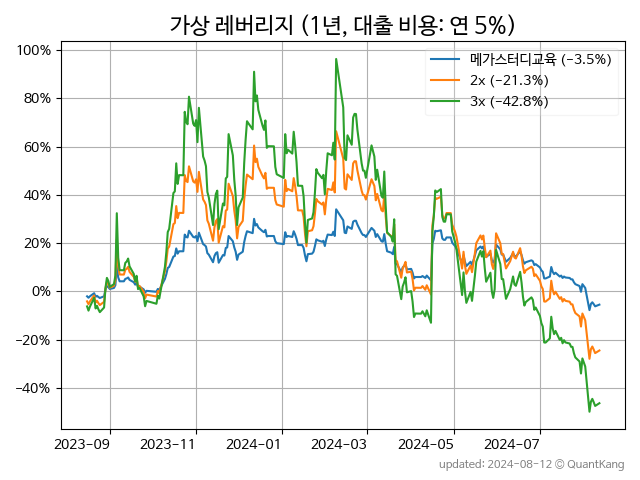 가상 레버리지 (1년, 대출 비용: 연 5%)
메가스터디교육 (−3.5%)
2x (−21.3%)
3x (−42.8%)
100%
80%
60%
40%
20%
0%
−20%
−40%
2023-09
2023-11
2024-01
2024-03
2024-05
2024-07
updated: 2024-08-12 © QuantKang